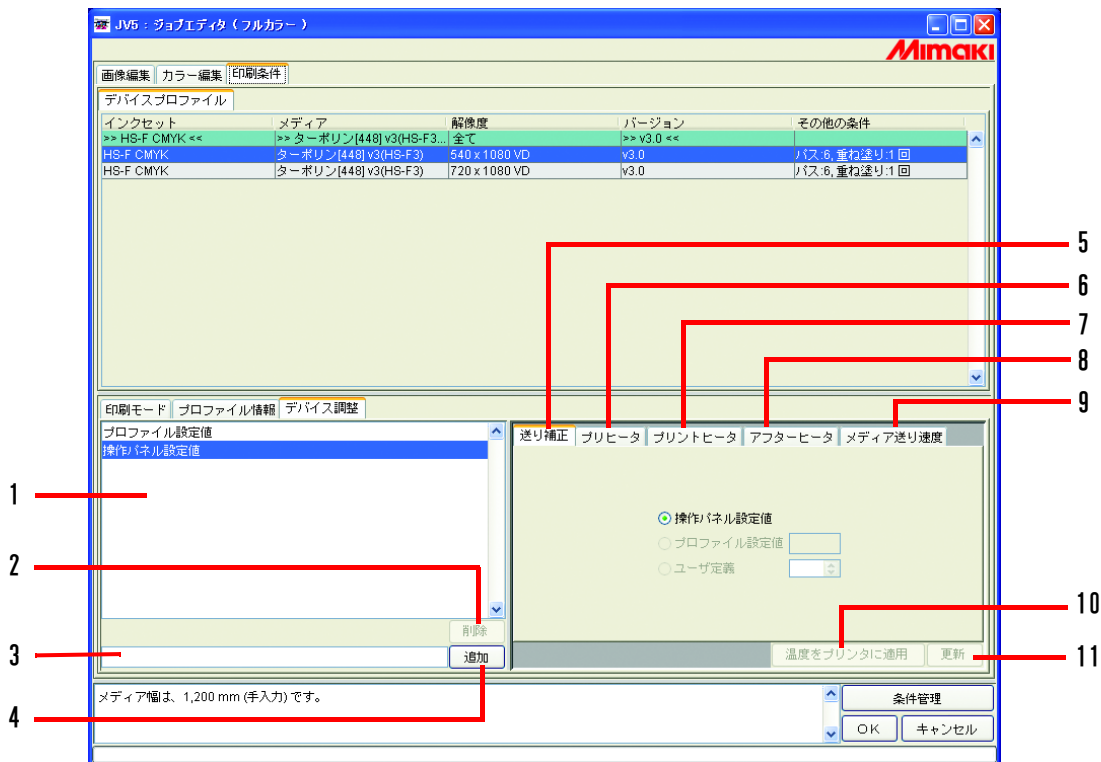 JV5 : ジョブエディタ ( フルカラー )
Mimaki
画像編集 カラー編集 印刷条件
デバイスプロファイル
インクセット メディア 解像度 バージョン その他の条件
>> HS-F CMYK << >> ターポリン[448] v3(HS-F3... 全て >> v3.0 <<
HS-F CMYK ターポリン[448] v3(HS-F3) 540 x 1080 VD v3.0 パス:6, 重ね塗り:1 回
HS-F CMYK ターポリン[448] v3(HS-F3) 720 x 1080 VD v3.0 パス:6, 重ね塗り:1 回
5
6
7
8
9
印刷モード プロファイル情報 デバイス調整
プロファイル設定値
操作パネル設定値
送り補正 プリヒータ プリントヒータ アフターヒータ メディア送り速度
1
操作パネル設定値
プロファイル設定値
ユーザ定義
2
10
削除
3
追加
温度をプリンタに適用 更新
11
4
メディア幅は、1,200 mm (手入力) です。
条件管理
OK キャンセル